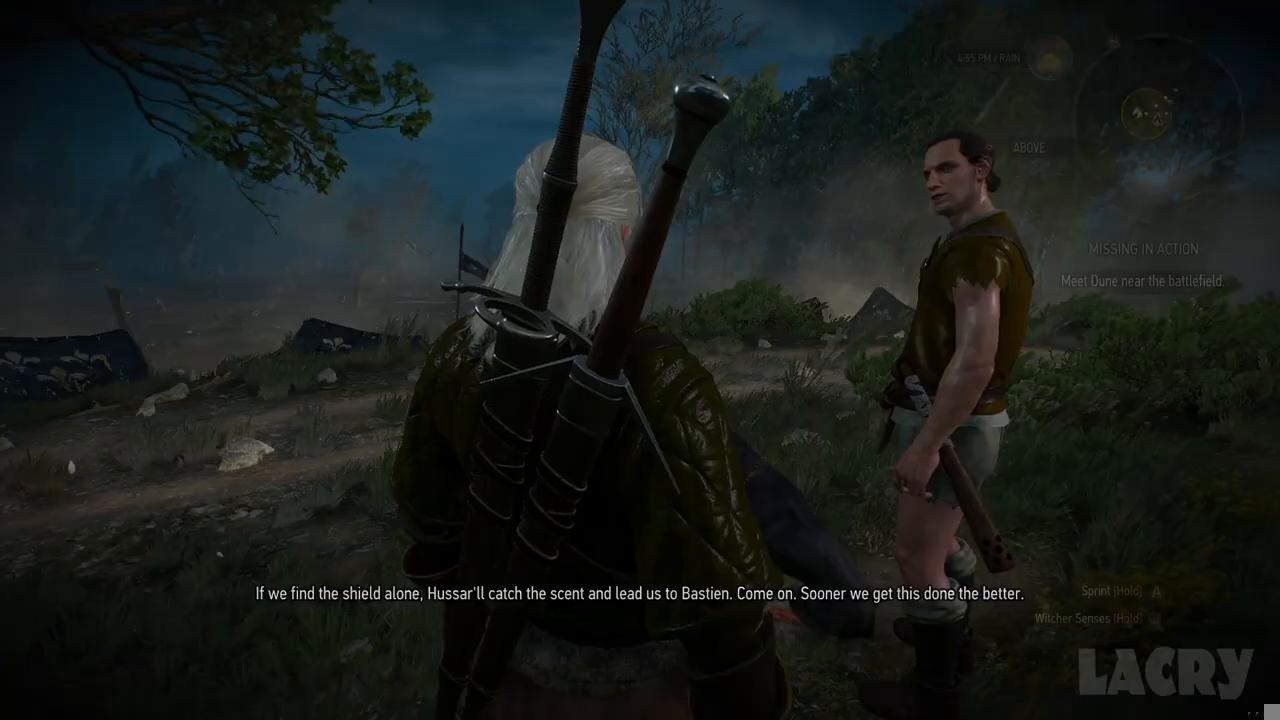 4:55 PM / RAIN
ABOVE
MISSING IN ACTION
Meet Dune near the battlefield.
If we find the shield alone, Hussar'll catch the scent and lead us to Bastien. Come on. Sooner we get this done the better.
Sprint [Hold] A
Witcher Senses [Hold]
LACRY